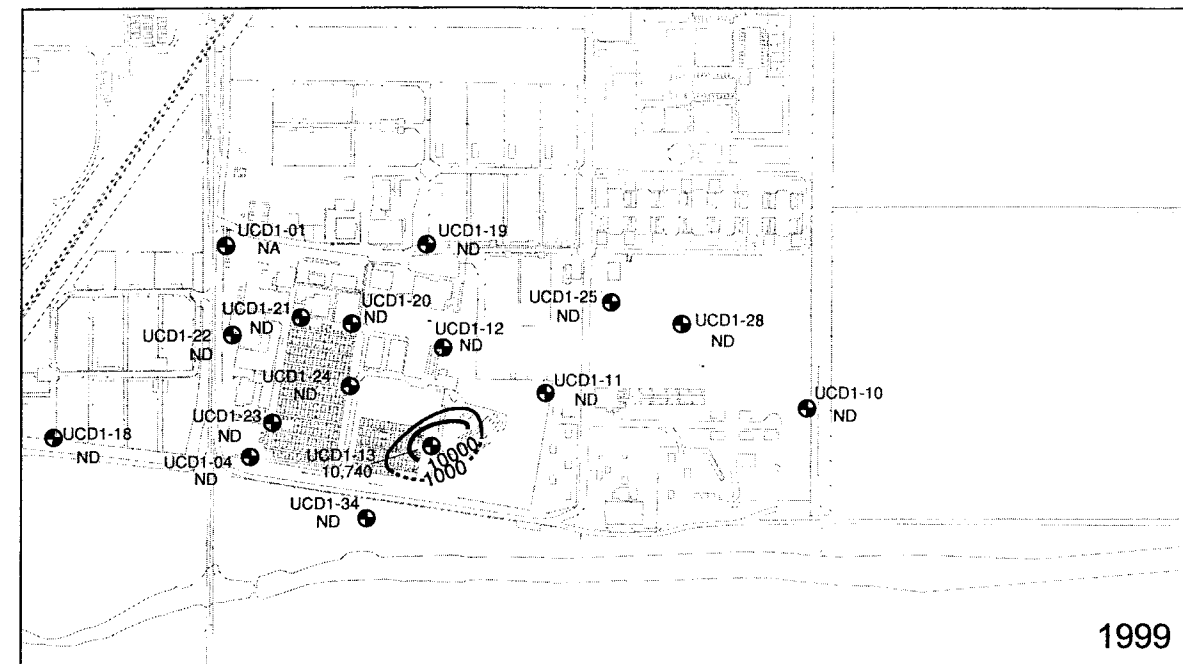 UCD1-01
NA
UCD1-19
ND
UCD1-25
ND
UCD1-28
ND
UCD1-21
ND
UCD1-20
ND
UCD1-22
ND
UCD1-12
ND
UCD1-24
ND
UCD1-11
ND
UCD1-10
ND
UCD1-23
ND
UCD1-18
ND
UCD1-04
ND
UCD1-13
10,740
10000
1000
UCD1-34
ND
1999